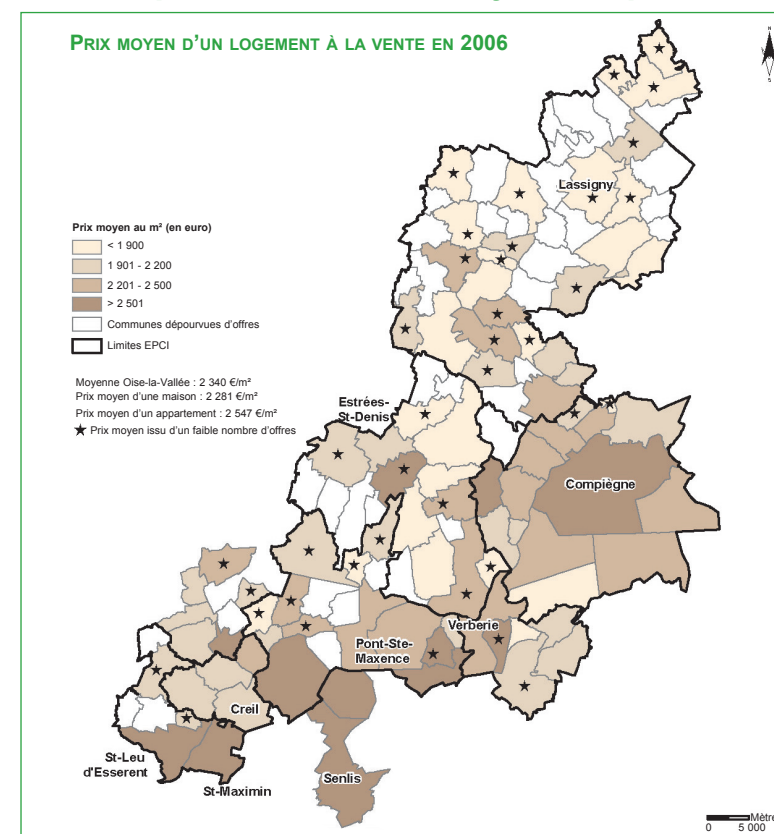 PRIX MOYEN D'UN LOGEMENT À LA VENTE EN 2006
N
Lassigny
Prix moyen au m² (en euro)
< 1 900
1 901 - 2 200
2 201 - 2 500
> 2 501
Communes dépourvues d'offres
Limites EPCI
Moyenne Oise-la-Vallée : 2 340 €/m²
Prix moyen d'une maison : 2 281 €/m²
Prix moyen d'un appartement : 2 547 €/m²
★ Prix moyen issu d'un faible nombre d'offres
Estrées-
St-Denis
Compiègne
Verberie
Pont-Ste-
Maxence
Creil
St-Leu
d'Esserent
St-Maximin
Senlis
Mètre
0 5 000